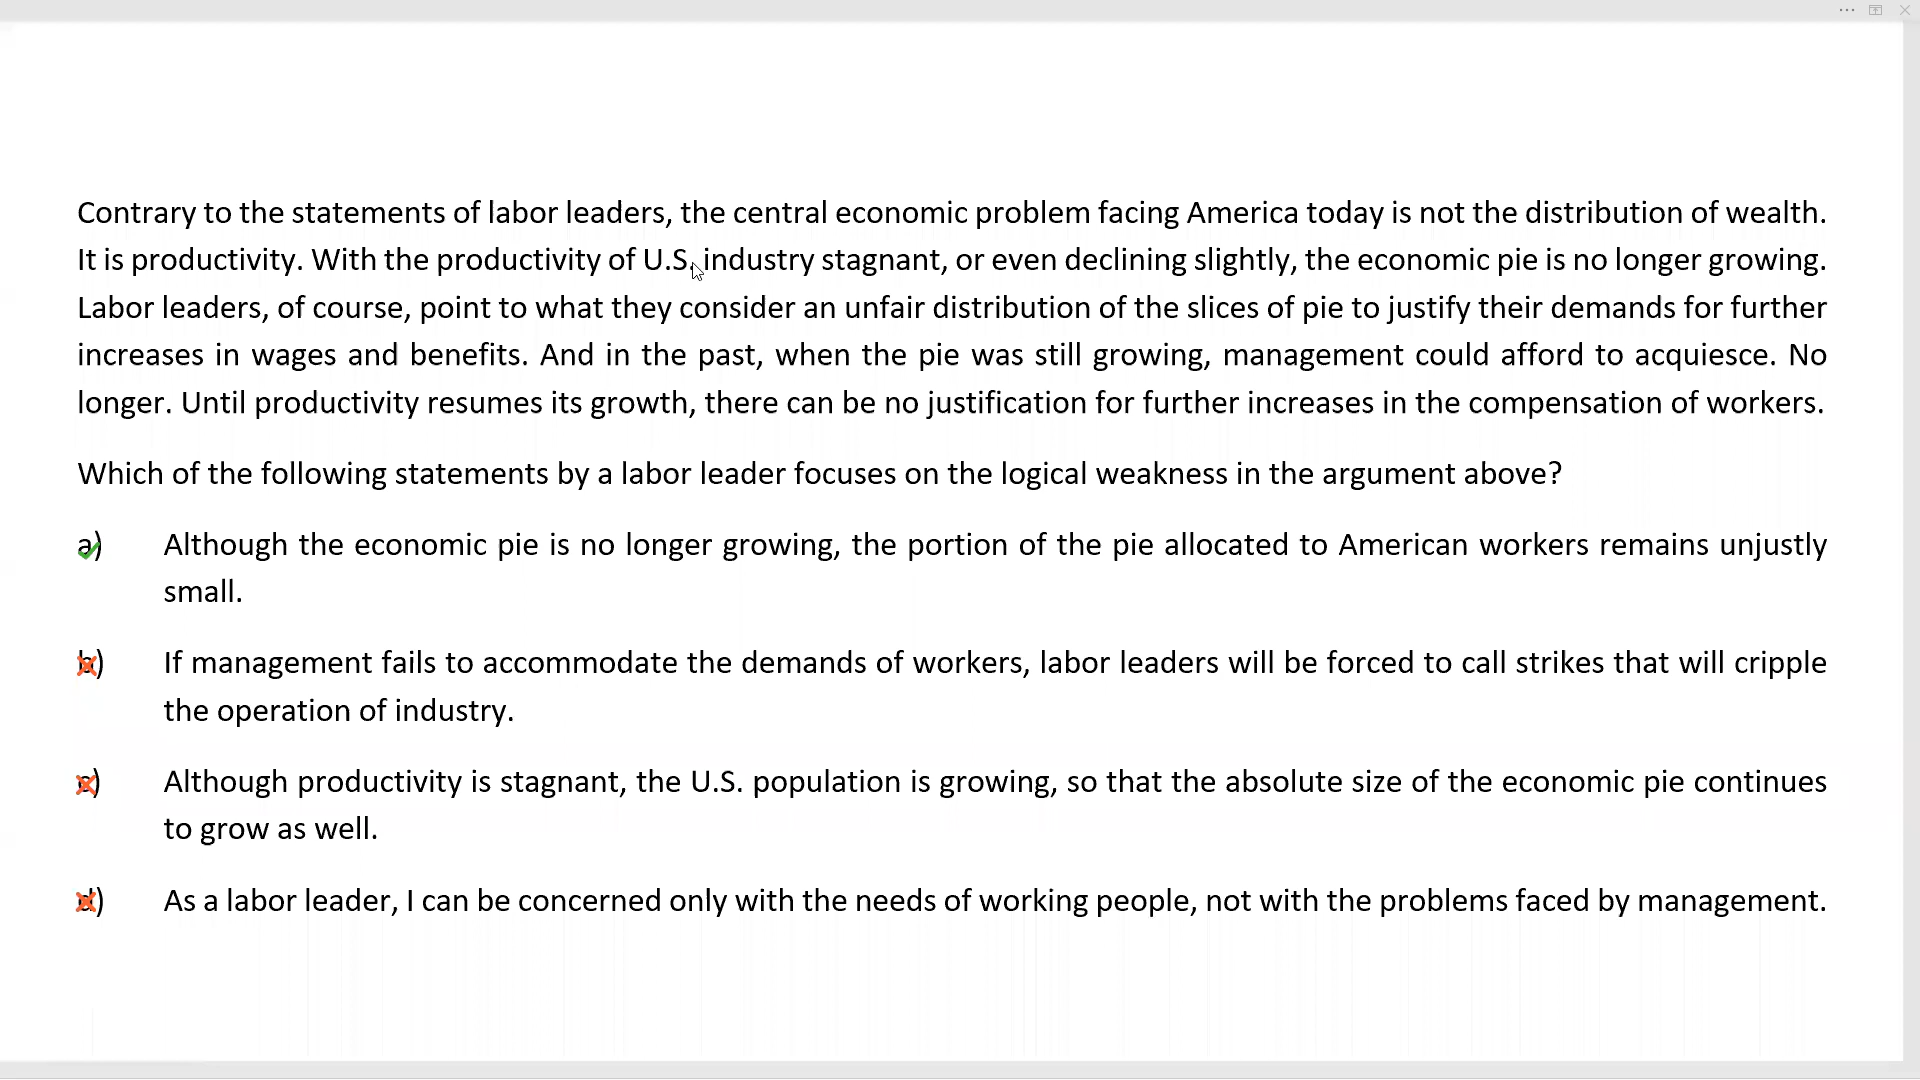 Contrary to the statements of labor leaders, the central economic problem facing America today is not the distribution of wealth.
It is productivity. With the productivity of U.S. industry stagnant, or even declining slightly, the economic pie is no longer growing.
Labor leaders, of course, point to what they consider an unfair distribution of the slices of pie to justify their demands for further
increases in wages and benefits. And in the past, when the pie was still growing, management could afford to acquiesce. No
longer. Until productivity resumes its growth, there can be no justification for further increases in the compensation of workers.
Which of the following statements by a labor leader focuses on the logical weakness in the argument above?
a) Although the economic pie is no longer growing, the portion of the pie allocated to American workers remains unjustly
small.
b) If management fails to accommodate the demands of workers, labor leaders will be forced to call strikes that will cripple
the operation of industry.
c) Although productivity is stagnant, the U.S. population is growing, so that the absolute size of the economic pie continues
to grow as well.
d) As a labor leader, I can be concerned only with the needs of working people, not with the problems faced by management.